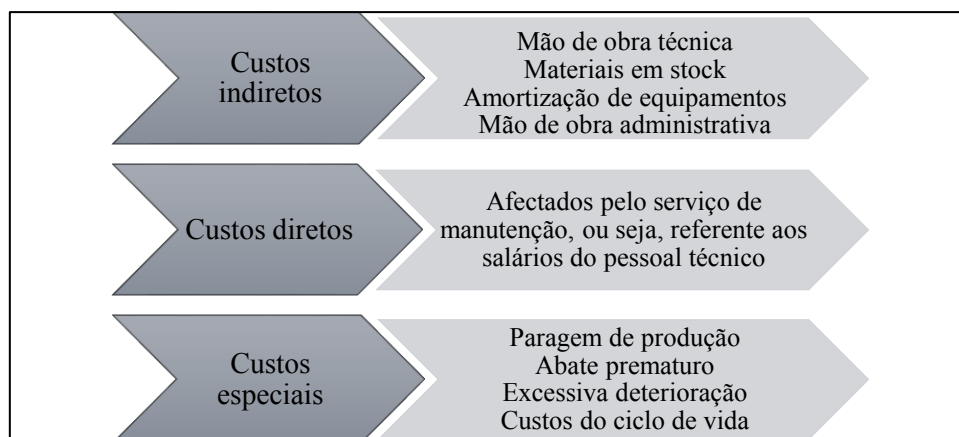 Custos
indiretos
Mão de obra técnica
Materiais em stock
Amortização de equipamentos
Mão de obra administrativa
Custos diretos
Afectados pelo serviço de
manutenção, ou seja, referente aos
salários do pessoal técnico
Custos
especiais
Paragem de produção
Abate prematuro
Excessiva deterioração
Custos do ciclo de vida